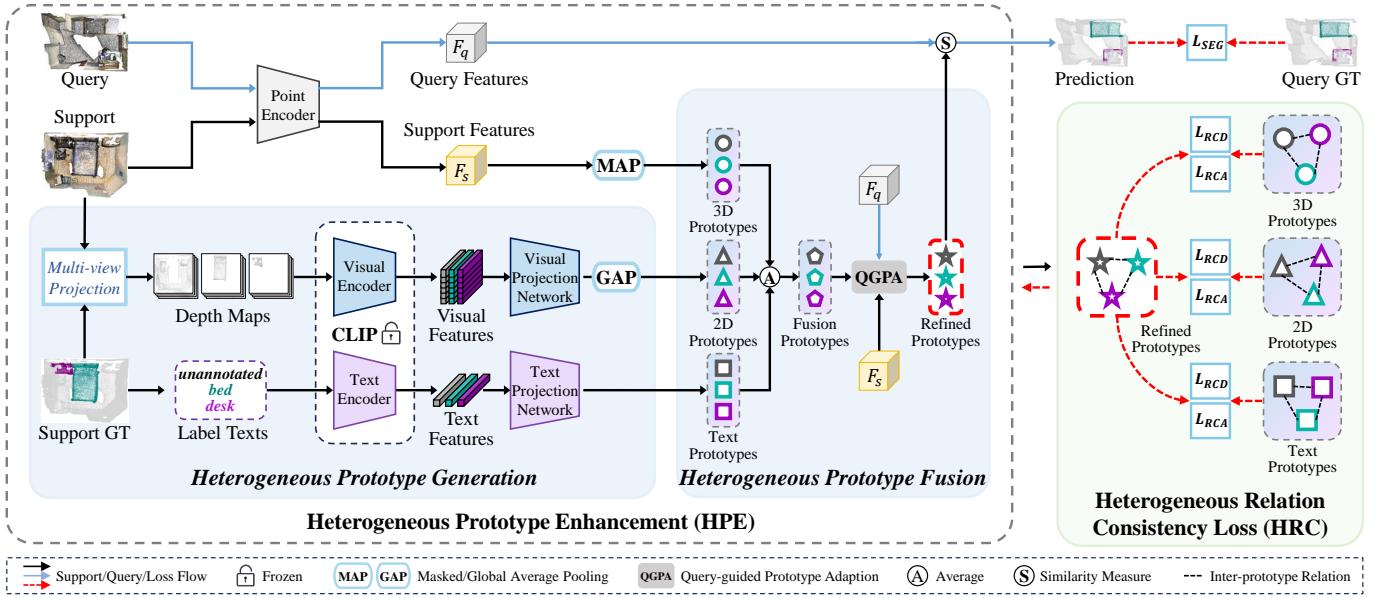 Query
Support
Point
Encoder
F_q
Query Features
Support Features
F_s
MAP
S
Prediction
L_SEG
Query GT
3D
Prototypes
Multi-view
Projection
Depth Maps
Visual
Encoder
CLIP
Visual
Features
Visual
Projection
Network
GAP
2D
Prototypes
A
Fusion
Prototypes
F_q
QGPA
F_s
Refined
Prototypes
Support GT
unannotated
bed
desk
Label Texts
Text
Encoder
Text
Features
Text
Projection
Network
Text
Prototypes
Heterogeneous Prototype Generation
Heterogeneous Prototype Fusion
Heterogeneous Prototype Enhancement (HPE)
L_RCD
L_RCA
3D
Prototypes
Refined
Prototypes
L_RCD
L_RCA
2D
Prototypes
L_RCD
L_RCA
Text
Prototypes
Heterogeneous Relation
Consistency Loss (HRC)
Support/Query/Loss Flow
Frozen
MAP GAP Masked/Global Average Pooling
QGPA Query-guided Prototype Adaption
A Average
S Similarity Measure
Inter-prototype Relation